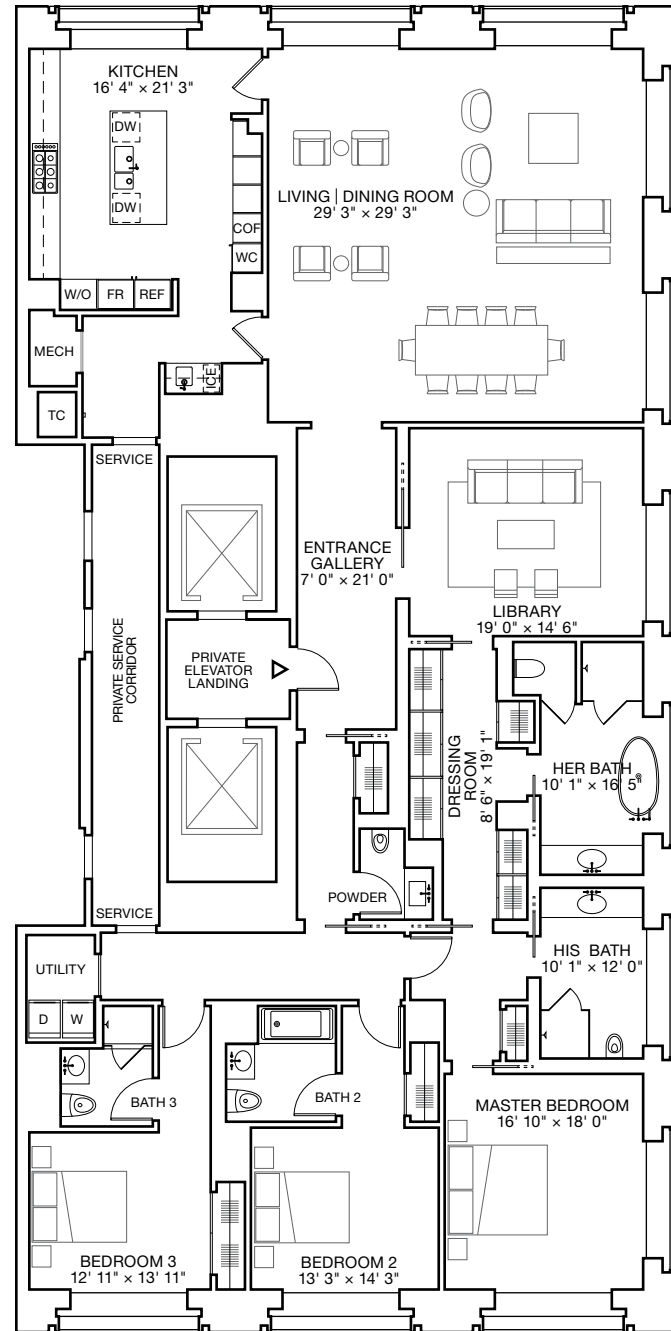 KITCHEN
16' 4" × 21' 3"
DW
DW
COF
WC
W/O FR REF
LIVING | DINING ROOM
29' 3" × 29' 3"
MECH
TC
ICE
SERVICE
PRIVATE SERVICE
CORRIDOR
ENTRANCE
GALLERY
7' 0" × 21' 0"
LIBRARY
19' 0" × 14' 6"
PRIVATE
ELEVATOR
LANDING
DRESSING
ROOM
8' 6" × 19' 1"
HER BATH
10' 1" × 16' 5"
POWDER
SERVICE
UTILITY
D W
HIS BATH
10' 1" × 12' 0"
BATH 3
BATH 2
MASTER BEDROOM
16' 10" × 18' 0"
BEDROOM 3
12' 11" × 13' 11"
BEDROOM 2
13' 3" × 14' 3"